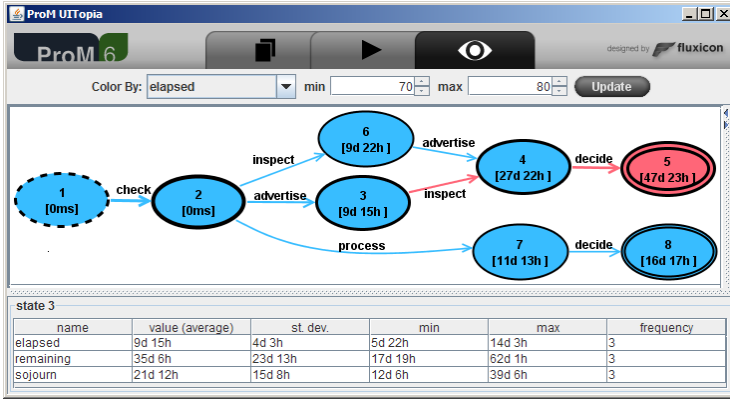 ProM UITopia
ProM 6
designed by fluxicon
Color By: elapsed min 70 max 80 Update
6
[9d 22h ]
advertise
inspect
4
[27d 22h ]
decide
5
[47d 23h ]
1
[0ms]
check
2
[0ms]
advertise
3
[9d 15h ]
inspect
process
7
[11d 13h ]
decide
8
[16d 17h ]
state 3
name value (average) st. dev. min max frequency
elapsed 9d 15h 4d 3h 5d 22h 14d 3h 3
remaining 35d 6h 23d 13h 17d 19h 62d 1h 3
sojourn 21d 12h 15d 8h 12d 6h 39d 6h 3